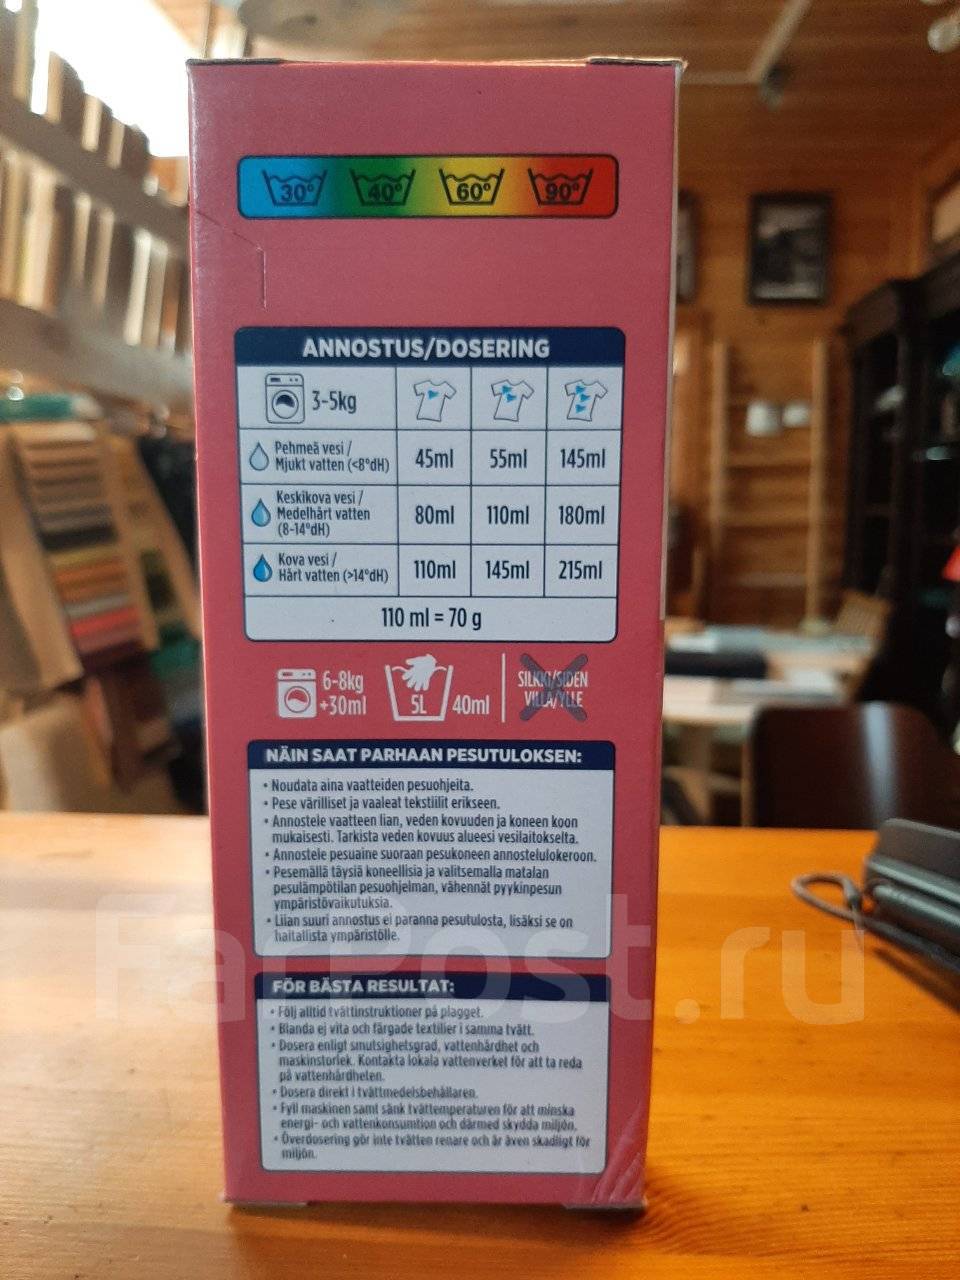 30° 40° 60° 90°
ANNOSTUS/DOSERING
3-5kg
Pehmeä vesi /
Mjukt vatten (<8°dH) 45ml 55ml 145ml
Keskikova vesi /
Medelhårt vatten
(8-14°dH) 80ml 110ml 180ml
Kova vesi /
Hårt vatten (>14°dH) 110ml 145ml 215ml
110 ml = 70 g
6-8kg
+30ml
5L 40ml
SILKKI/SIDEN
VILLA/YLLE
NÄIN SAAT PARHAAN PESUTULOKSEN:
• Noudata aina vaatteiden pesuohjeita.
• Pese värilliset ja vaaleat tekstiilit erikseen.
• Annostele vaatteen lian, veden kovuuden ja koneen koon
mukaisesti. Tarkista veden kovuus alueesi vesilaitokselta.
• Annostele pesuaine suoraan pesukoneen annostelulokeroon.
• Pesemällä täysiä koneellisia ja valitsemalla matalan
pesulämpötilan pesuohjelman, vähennät pyykinpesun
ympäristövaikutuksia.
• Liian suuri annostus ei paranna pesutulosta, lisäksi se on
haitallista ympäristölle.
FÖR BÄSTA RESULTAT:
• Följ alltid tvättinstruktioner på plagget.
• Blanda ej vita och färgade textilier i samma tvätt.
• Dosera enligt smutsighetsgrad, vattenhårdhet och
maskinstorlek. Kontakta lokala vattenverket för att ta reda
på vattenhårdheten.
• Dosera direkt i tvättmedelsbehållaren.
• Fyll maskinen samt sänk tvättemperaturen för att minska
energi- och vattenkonsumtion och därmed skydda miljön.
• Överdosering gör inte tvätten renare och är även skadligt för
miljön.
FarPost.ru